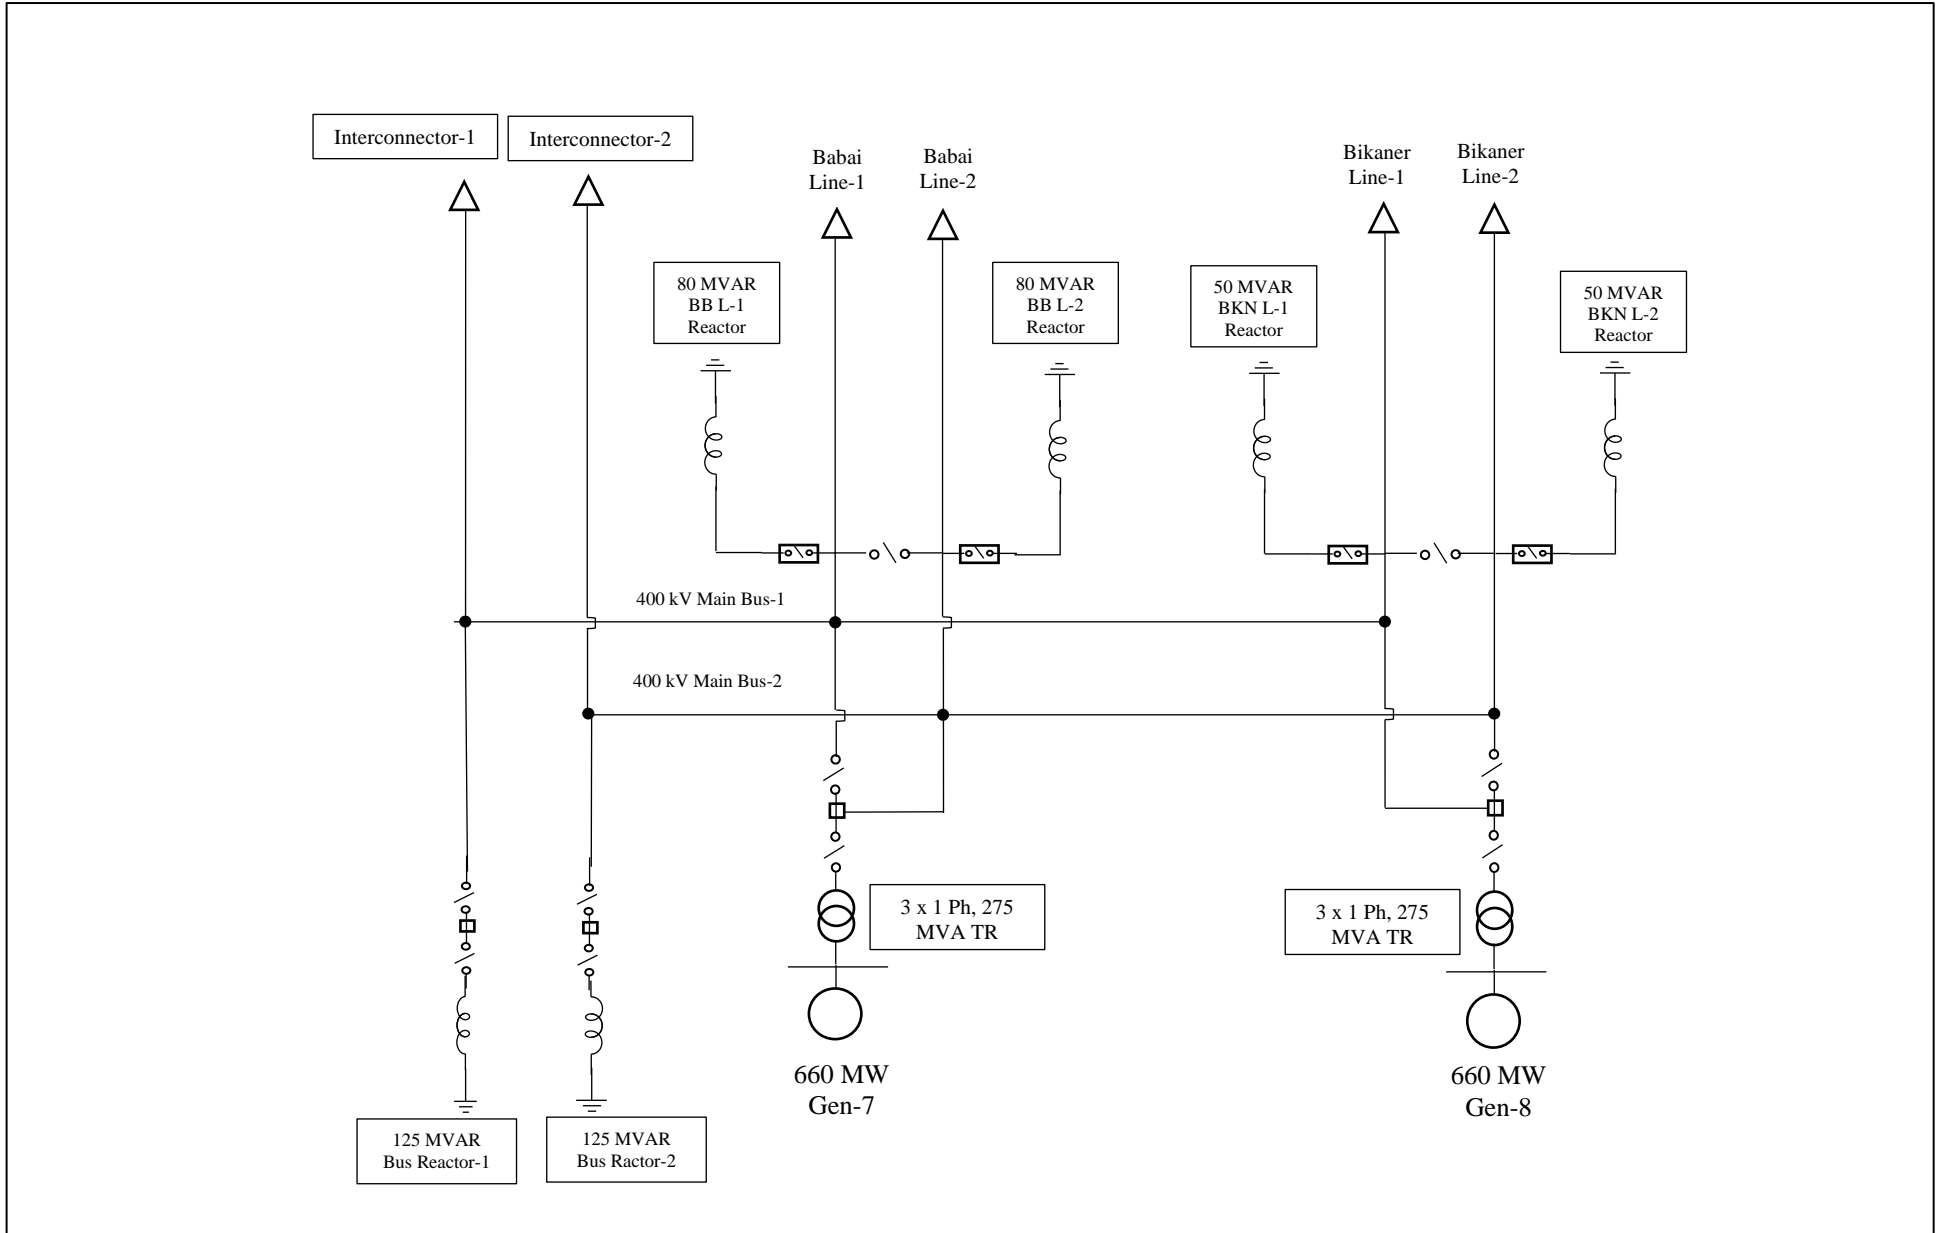 Interconnector-1
Interconnector-2
Babai
Line-1
Babai
Line-2
Bikaner
Line-1
Bikaner
Line-2
80 MVAR
BB L-1
Reactor
80 MVAR
BB L-2
Reactor
50 MVAR
BKN L-1
Reactor
50 MVAR
BKN L-2
Reactor
400 kV Main Bus-1
400 kV Main Bus-2
3 x 1 Ph, 275
MVA TR
3 x 1 Ph, 275
MVA TR
660 MW
Gen-7
660 MW
Gen-8
125 MVAR
Bus Reactor-1
125 MVAR
Bus Ractor-2